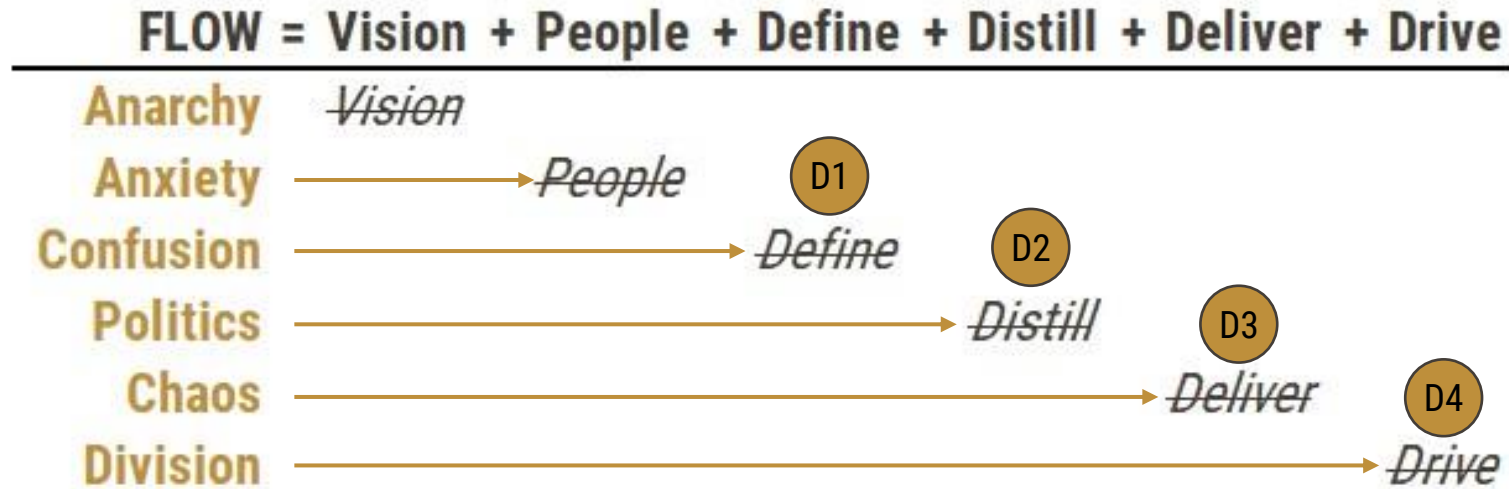 FLOW = Vision + People + Define + Distill + Deliver + Drive
Anarchy Vision
Anxiety People D1
Confusion Define D2
Politics Distill D3
Chaos Deliver D4
Division Drive